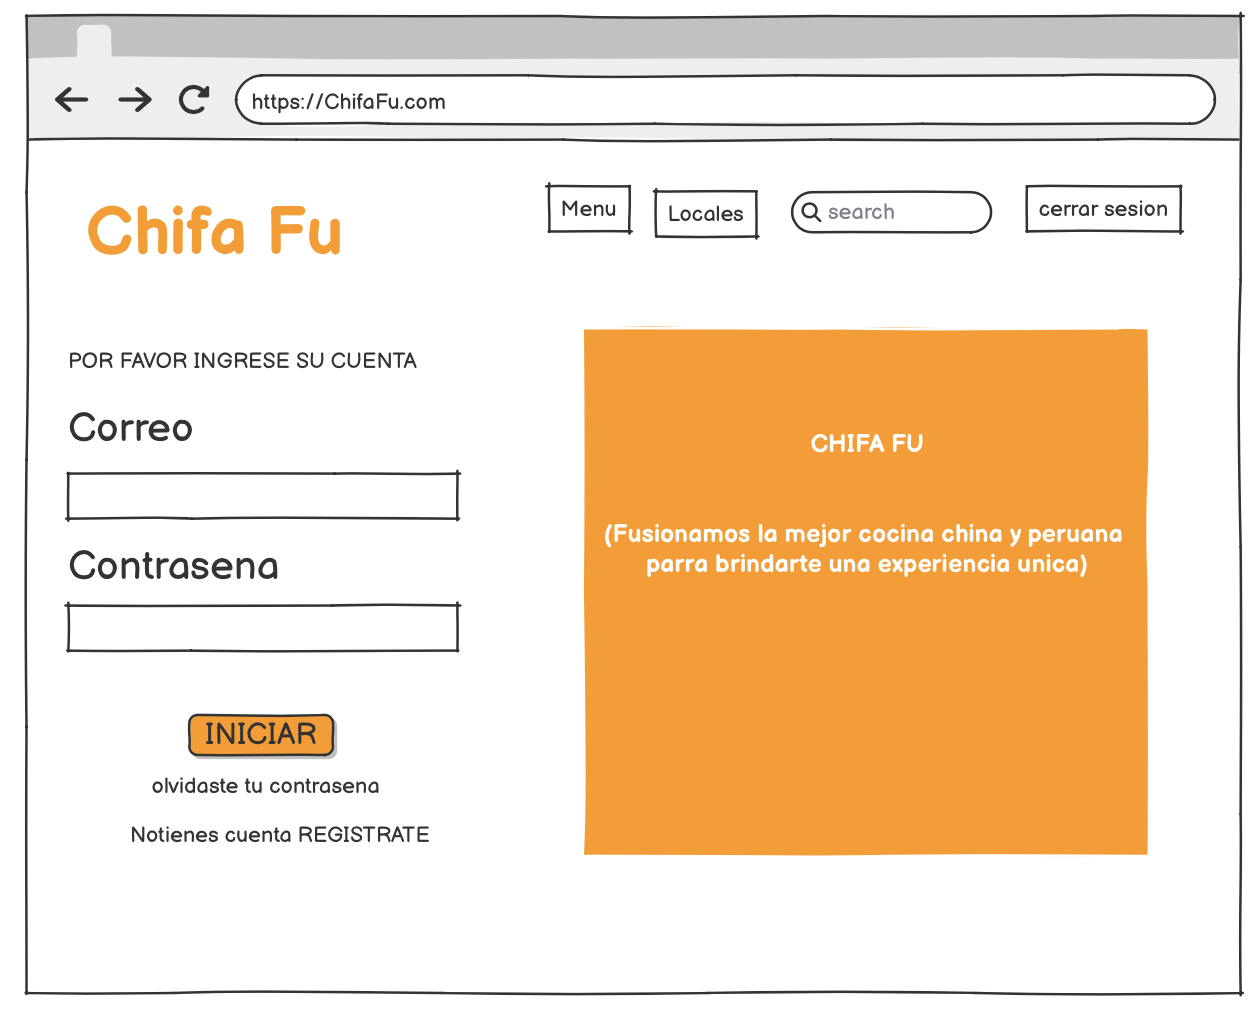 https://ChifaFu.com
Chifa Fu
Menu
Locales
search
cerrar sesion
POR FAVOR INGRESE SU CUENTA
Correo
Contrasena
INICIAR
olvidaste tu contrasena
Notienes cuenta REGISTRATE
CHIFA FU
(Fusionamos la mejor cocina china y peruana
parra brindarte una experiencia unica)